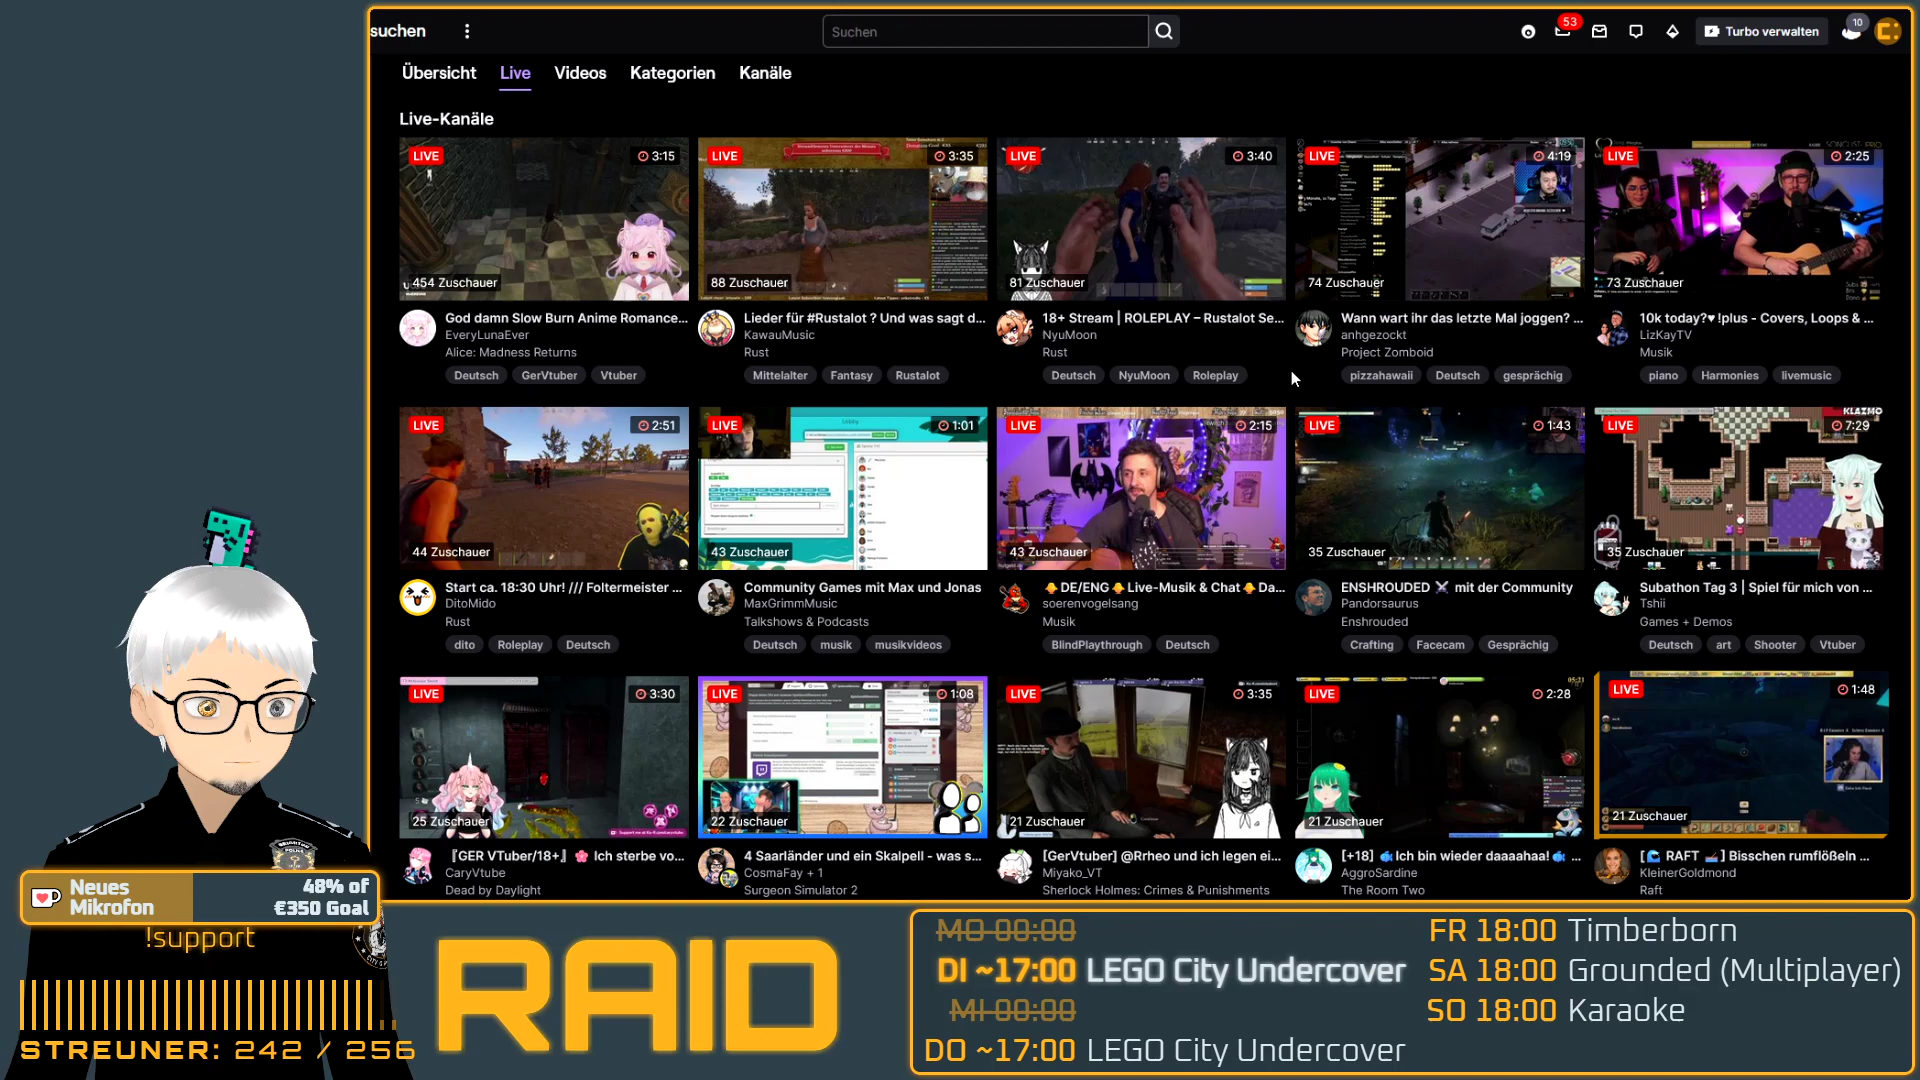 suchen
Suchen
53
Turbo verwalten
10
Übersicht
Live
Videos
Kategorien
Kanäle
Live-Kanäle
LIVE
3:15
454 Zuschauer
God damn Slow Burn Anime Romance...
EveryLunaEver
Alice: Madness Returns
Deutsch
GerVtuber
Vtuber
LIVE
3:35
88 Zuschauer
Lieder für #Rustalot ? Und was sagt d...
KawauMusic
Rust
Mittelalter
Fantasy
Rustalot
LIVE
3:40
81 Zuschauer
18+ Stream | ROLEPLAY – Rustalot Se...
NyuMoon
Rust
Deutsch
NyuMoon
Roleplay
LIVE
4:19
74 Zuschauer
Wann wart ihr das letzte Mal joggen? ...
anhgezockt
Project Zomboid
pizzahawaii
Deutsch
gesprächig
LIVE
2:25
73 Zuschauer
10k today?♥ !plus - Covers, Loops & ...
LizKayTV
Musik
piano
Harmonies
livemusic
LIVE
2:51
44 Zuschauer
Start ca. 18:30 Uhr! /// Foltermeister ...
DitoMido
Rust
dito
Roleplay
Deutsch
LIVE
1:01
43 Zuschauer
Community Games mit Max und Jonas
MaxGrimmMusic
Talkshows & Podcasts
Deutsch
musik
musikvideos
LIVE
2:15
43 Zuschauer
🐥DE/ENG🐥Live-Musik & Chat🐥Da...
soerenvogelsang
Musik
BlindPlaythrough
Deutsch
LIVE
1:43
35 Zuschauer
ENSHROUDED ⚔️ mit der Community
Pandorsaurus
Enshrouded
Crafting
Facecam
Gesprächig
LIVE
KLAIMO
7:29
35 Zuschauer
Subathon Tag 3 | Spiel für mich von ...
Tshii
Games + Demos
Deutsch
art
Shooter
Vtuber
LIVE
3:30
25 Zuschauer
『GER VTuber/18+』 🌸 Ich sterbe vo...
CaryVtube
Dead by Daylight
LIVE
1:08
22 Zuschauer
4 Saarländer und ein Skalpell - was s...
CosmaFay + 1
Surgeon Simulator 2
LIVE
3:35
21 Zuschauer
[GerVtuber] @Rrheo und ich legen ei...
Miyako_VT
Sherlock Holmes: Crimes & Punishments
LIVE
2:28
21 Zuschauer
[+18] 🐟Ich bin wieder daaaahaa!🐟 ...
AggroSardine
The Room Two
LIVE
1:48
21 Zuschauer
[🌊 RAFT 🛶] Bisschen rumflößeln ...
KleinerGoldmond
Raft
Neues Mikrofon
48% of €350 Goal
!support
STREUNER: 242 / 256
RAID
MO 00:00
DI ~17:00 LEGO City Undercover
MI 00:00
DO ~17:00 LEGO City Undercover
FR 18:00 Timberborn
SA 18:00 Grounded (Multiplayer)
SO 18:00 Karaoke